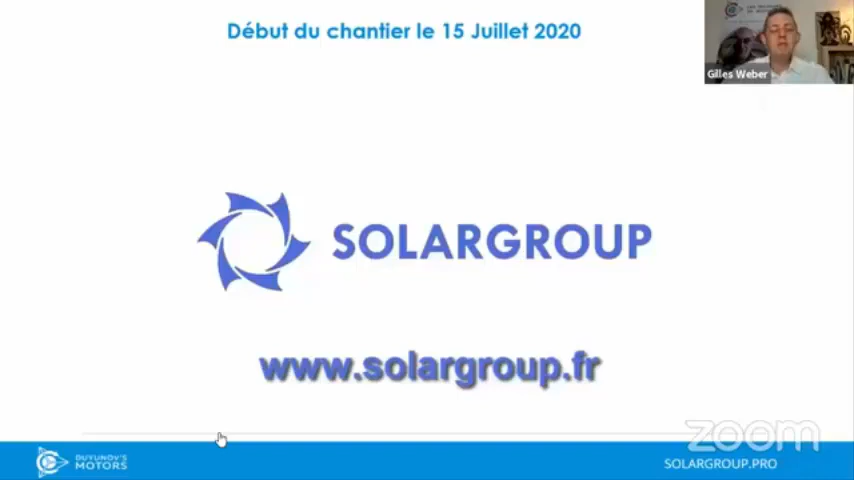 Début du chantier le 15 Juillet 2020
Gilles Weber
SOLARGROUP
www.solargroup.fr
zoom
DUYUNOV'S
MOTORS
SOLARGROUP.PRO